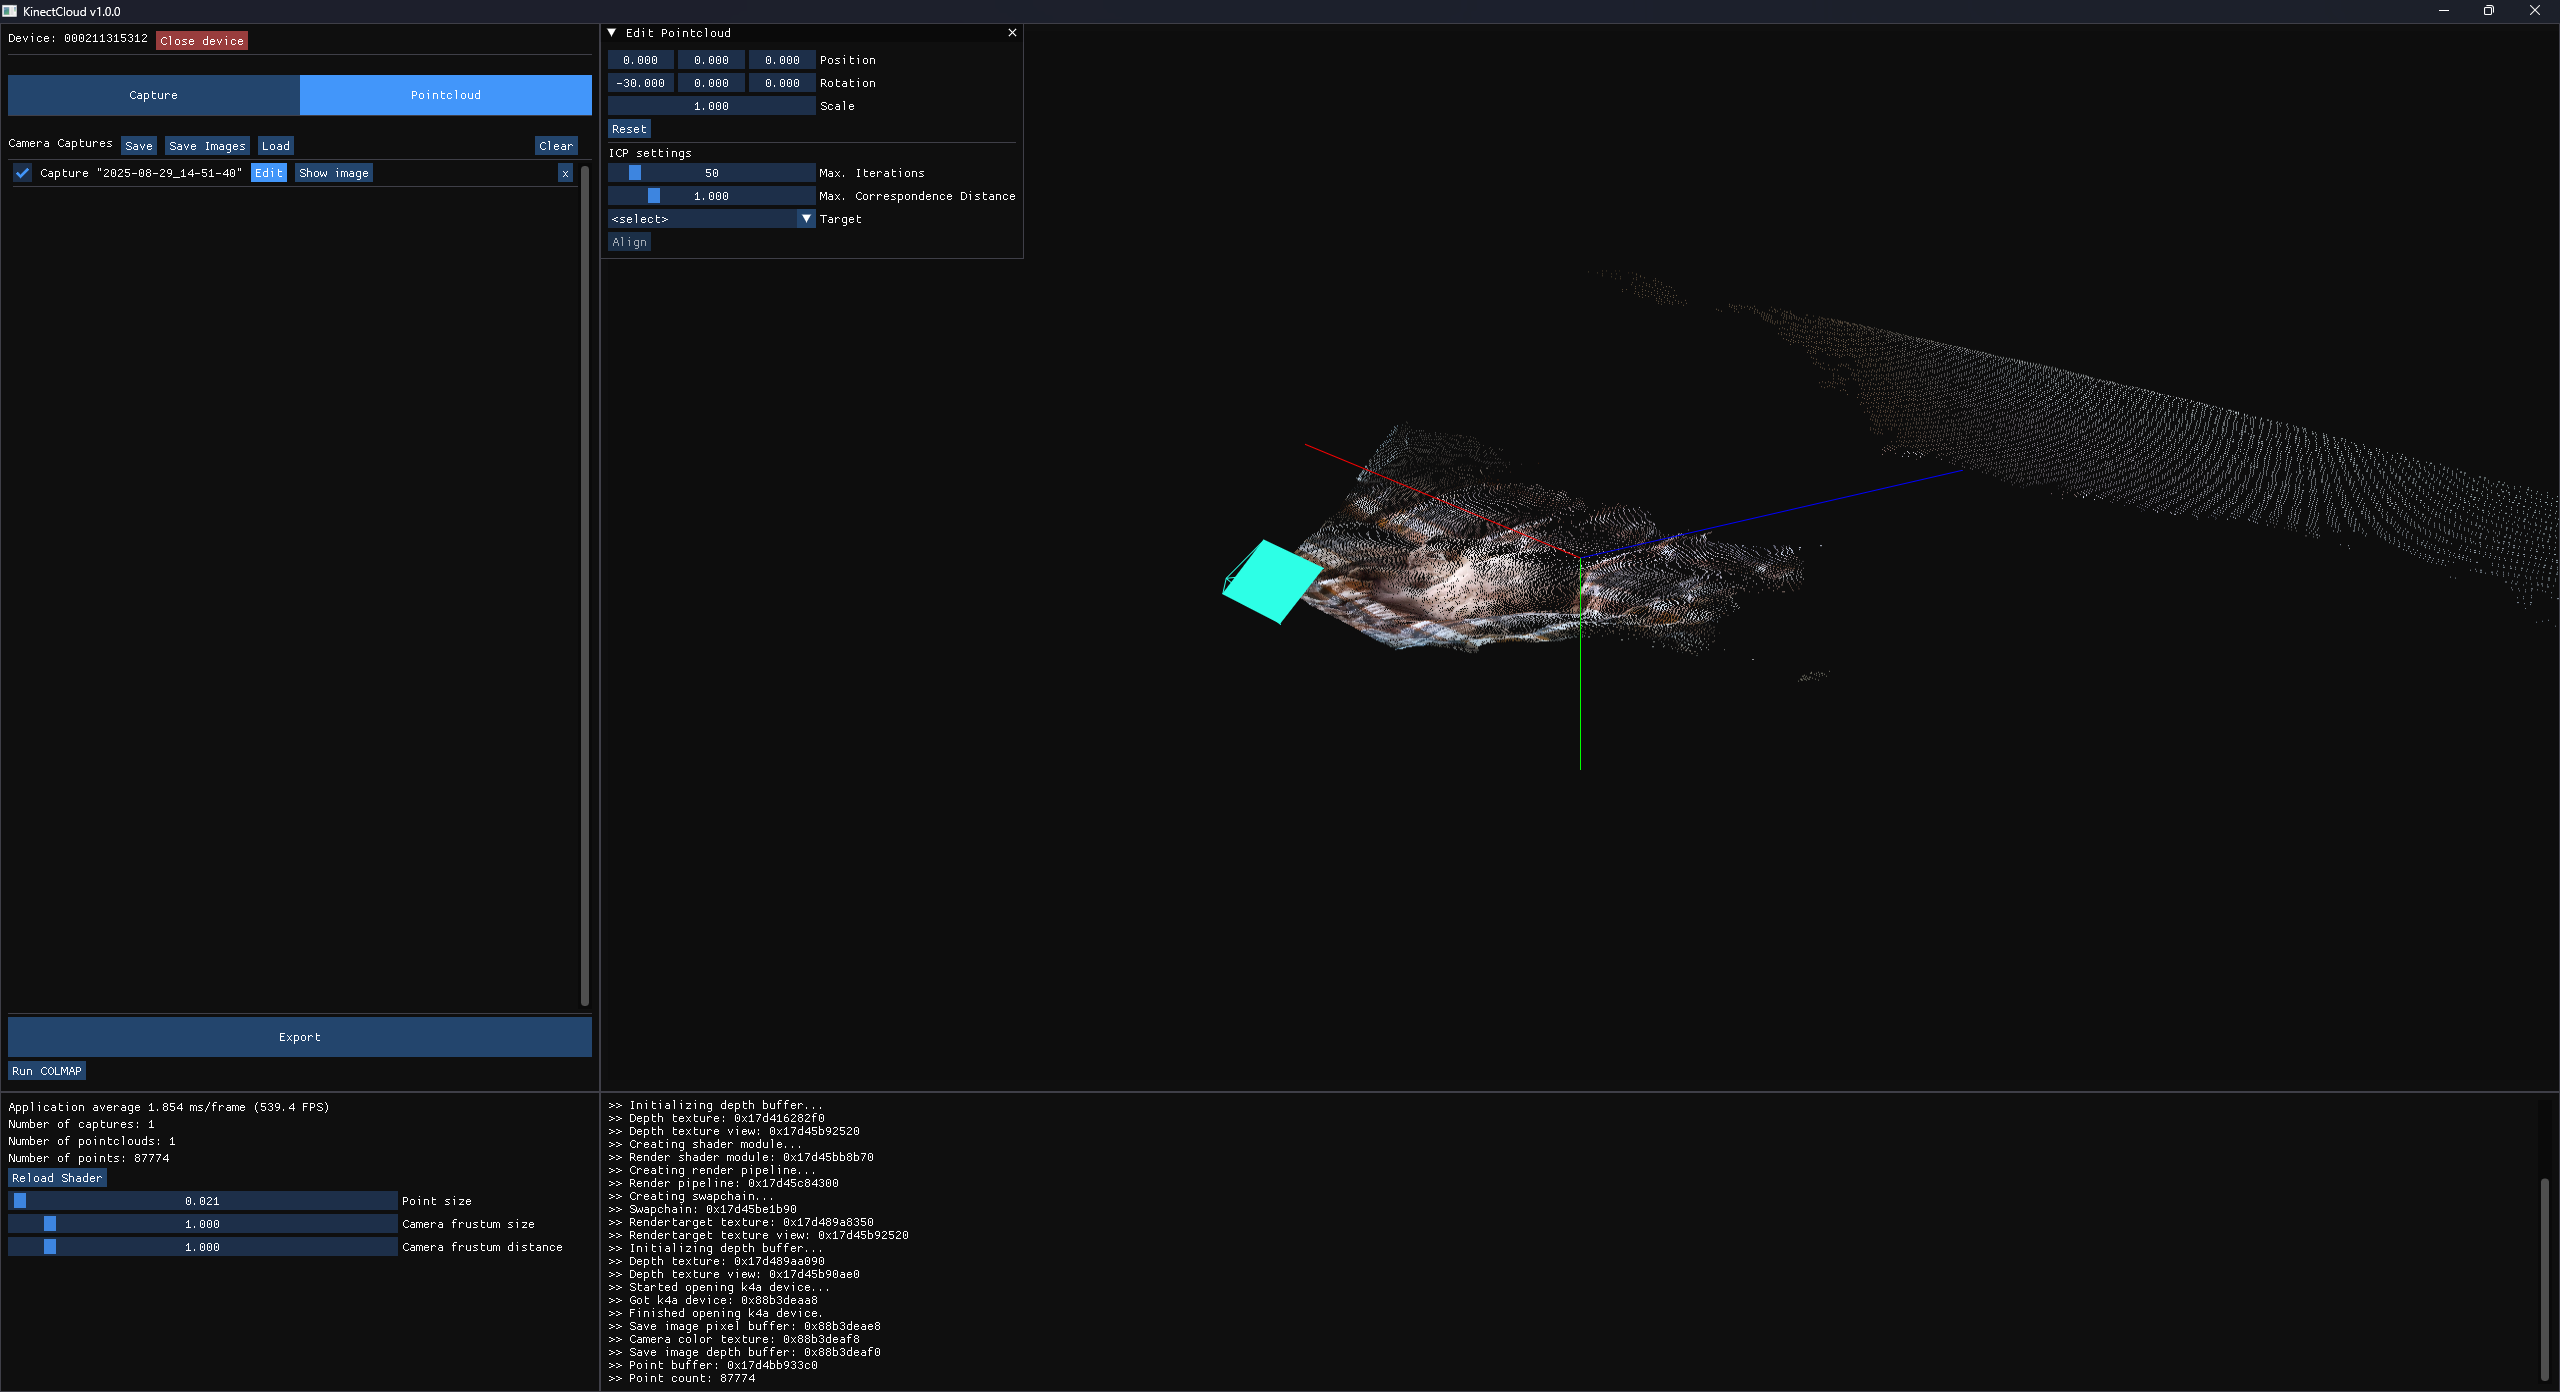 KinectCloud v1.0.0
Device: 000211315312 Close device
Capture Pointcloud
Camera Captures Save Save Images Load Clear
Capture "2025-08-29_14-51-40" Edit Show image x
Export
Run COLMAP
Edit Pointcloud
0.000 0.000 0.000 Position
-30.000 0.000 0.000 Rotation
1.000 Scale
Reset
ICP settings
50 Max. Iterations
1.000 Max. Correspondence Distance
<select> Target
Align
Application average 1.854 ms/frame (539.4 FPS)
Number of captures: 1
Number of pointclouds: 1
Number of points: 87774
Reload Shader
0.021 Point size
1.000 Camera frustum size
1.000 Camera frustum distance
>> Initializing depth buffer...
>> Depth texture: 0x17d416282f0
>> Depth texture view: 0x17d45b92520
>> Creating shader module...
>> Render shader module: 0x17d45bb8b70
>> Creating render pipeline...
>> Render pipeline: 0x17d45c84300
>> Creating swapchain...
>> Swapchain: 0x17d45be1b90
>> Rendertarget texture: 0x17d489a8350
>> Rendertarget texture view: 0x17d45b92520
>> Initializing depth buffer...
>> Depth texture: 0x17d489aa090
>> Depth texture view: 0x17d45b90ae0
>> Started opening k4a device...
>> Got k4a device: 0x88b3deaa8
>> Finished opening k4a device.
>> Save image pixel buffer: 0x88b3deae8
>> Camera color texture: 0x88b3deaf8
>> Save image depth buffer: 0x88b3deaf0
>> Point buffer: 0x17d4bb933c0
>> Point count: 87774